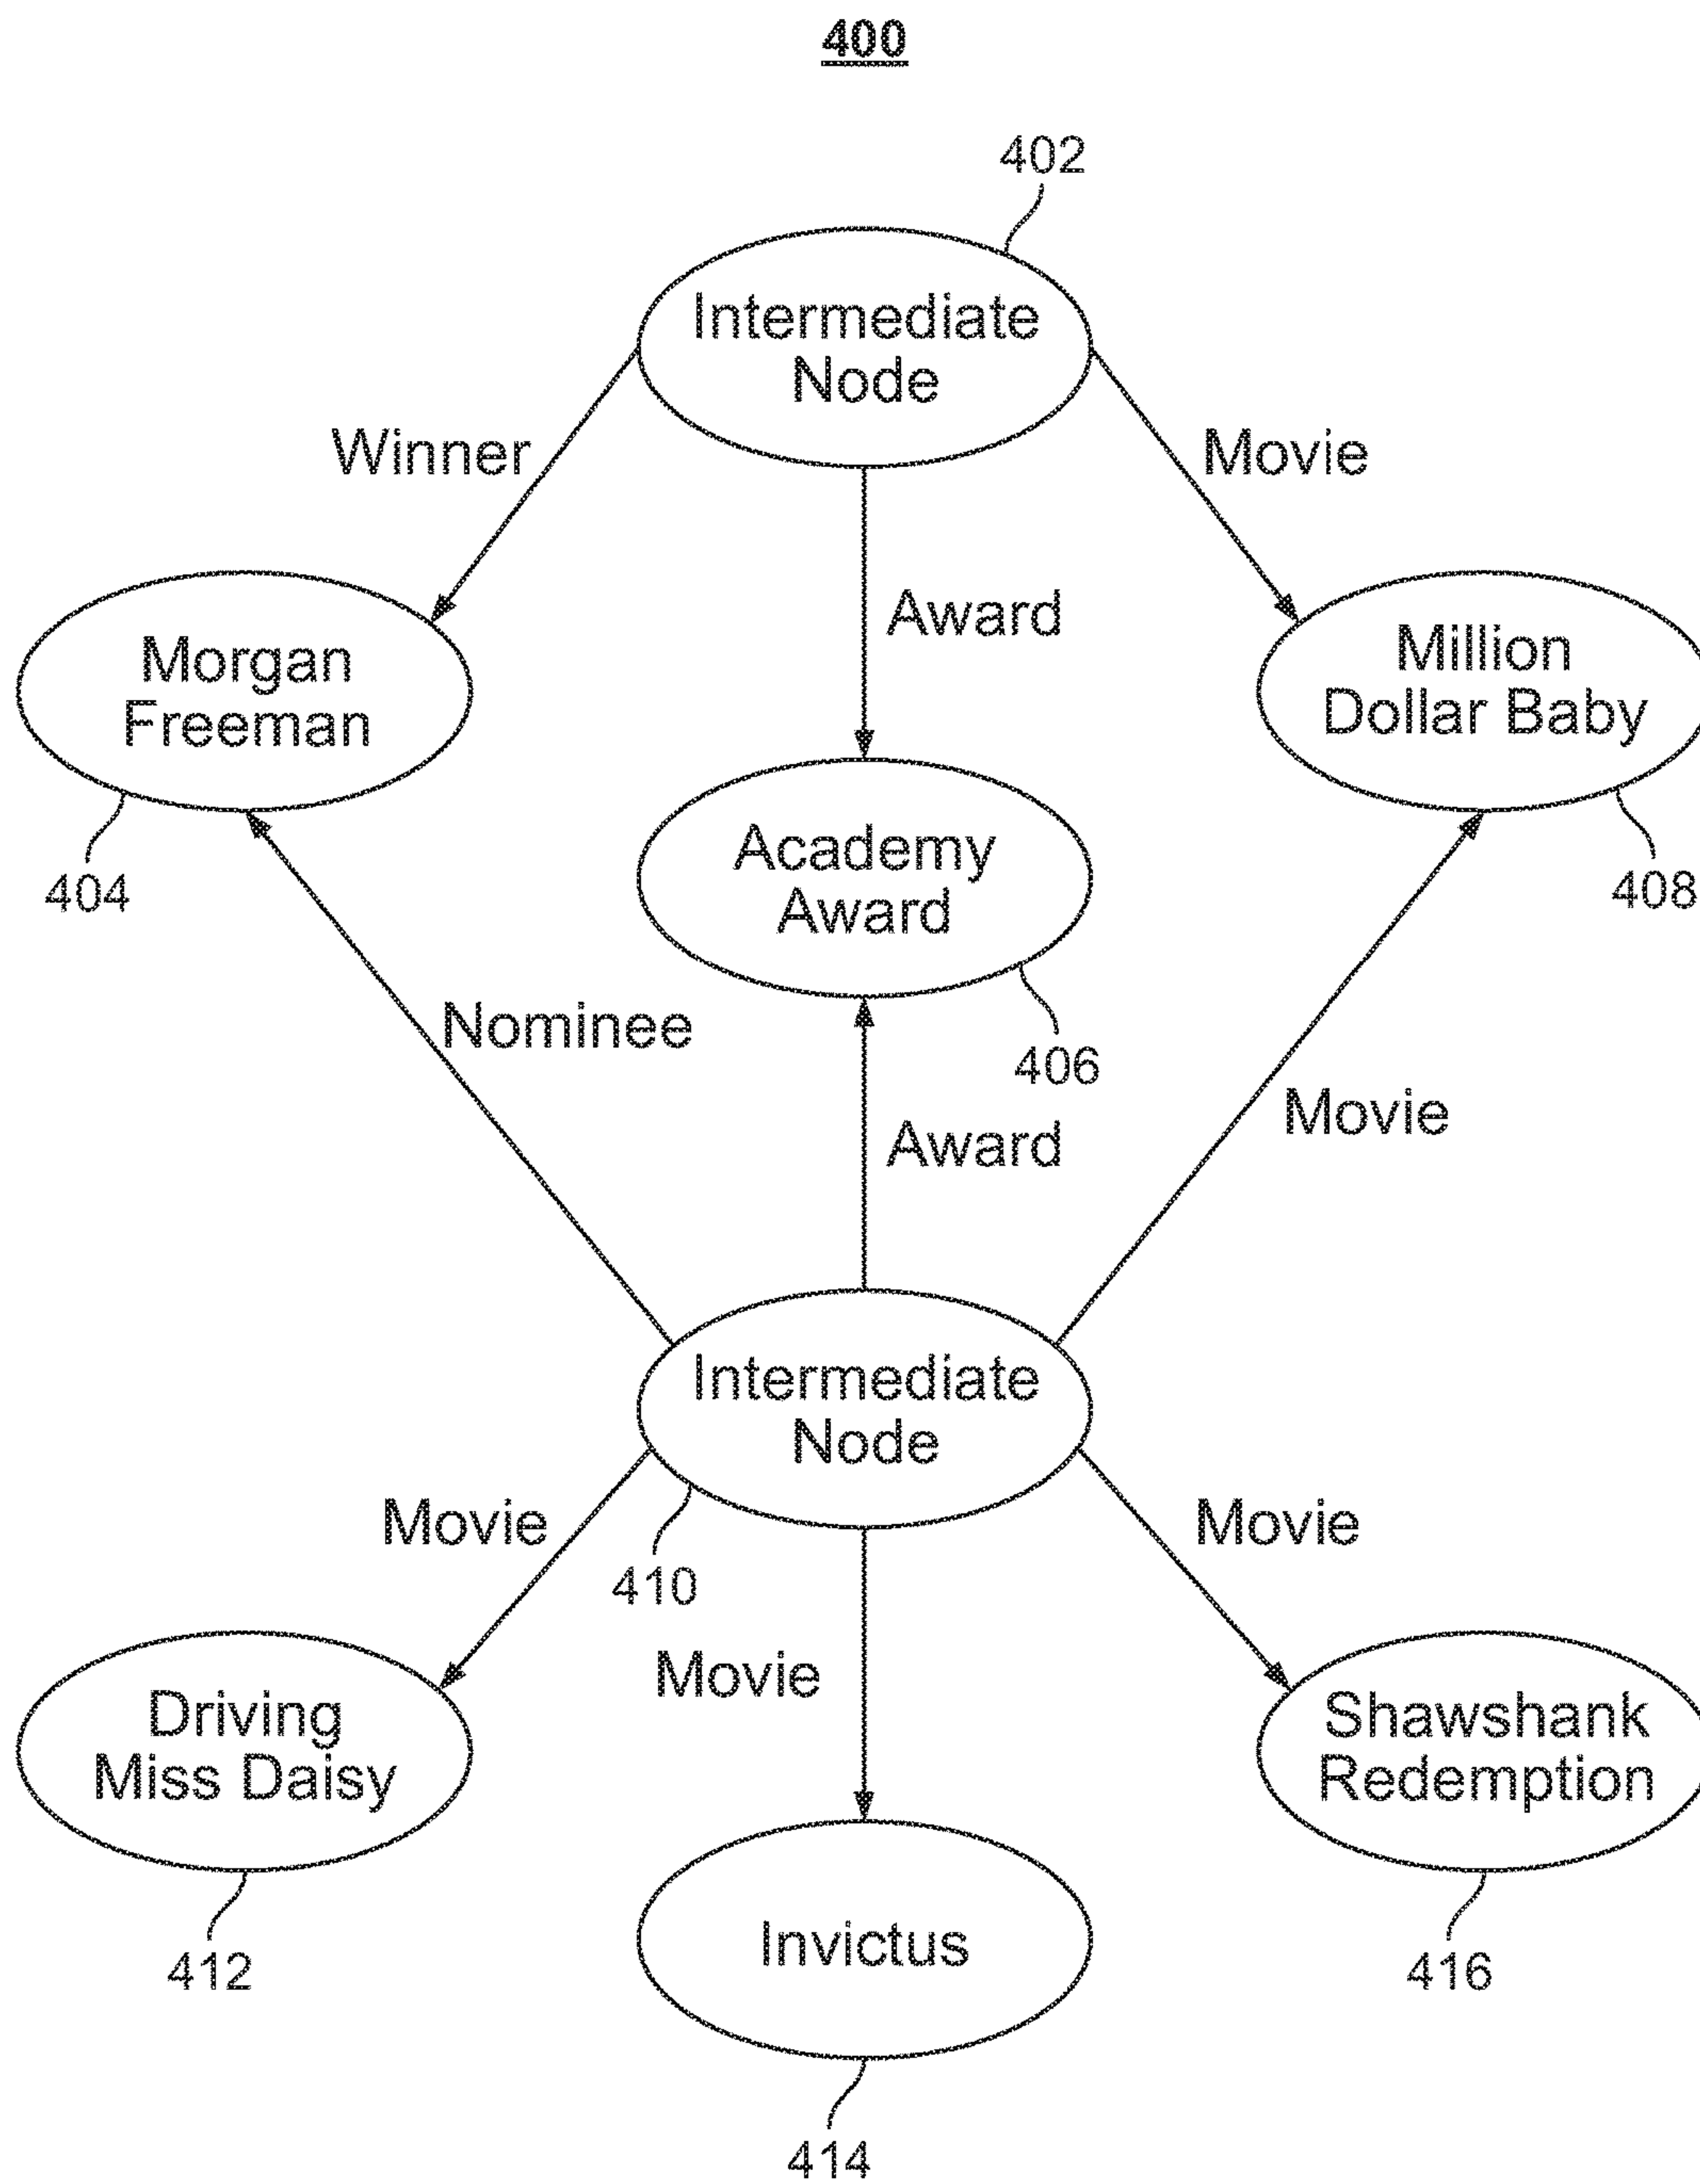 400
402
Intermediate
Node
Winner
Movie
Award
Morgan
Freeman
Million
Dollar Baby
404
Academy
Award
408
Nominee
406
Movie
Award
Intermediate
Node
Movie
Movie
410
Movie
Driving
Miss Daisy
Shawshank
Redemption
Invictus
412
416
414